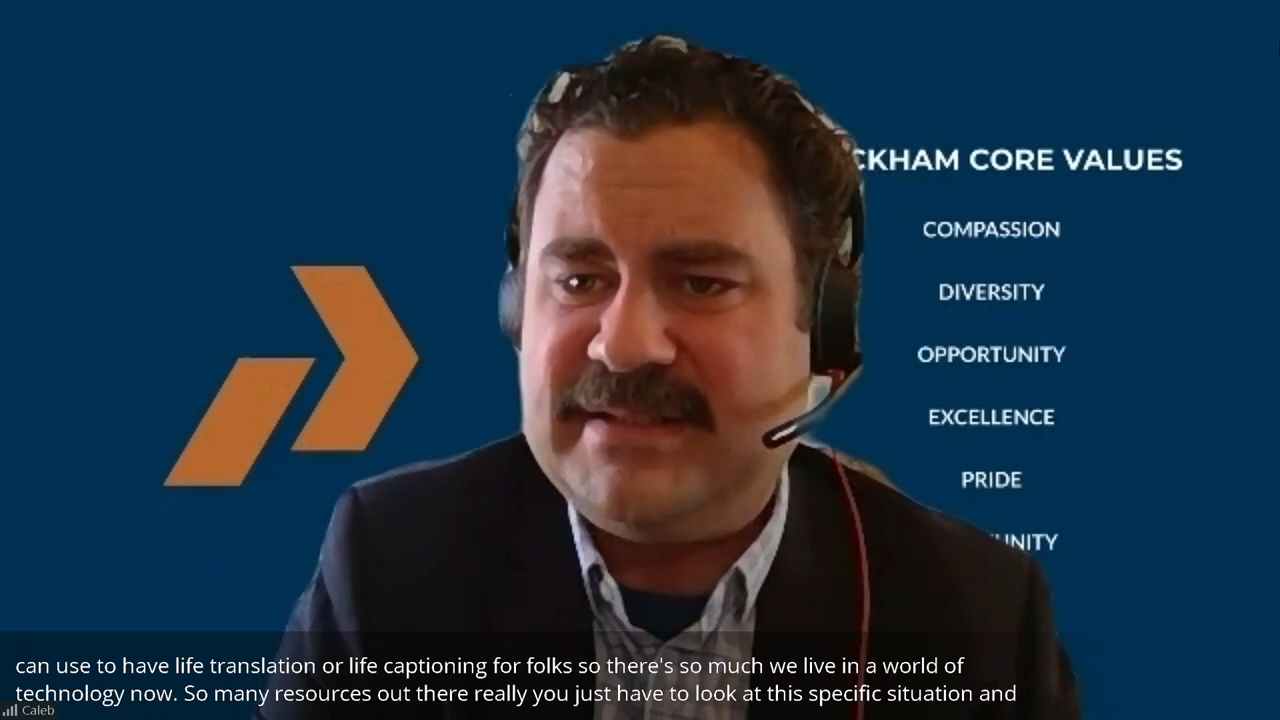 CKHAM CORE VALUES
COMPASSION
DIVERSITY
OPPORTUNITY
EXCELLENCE
PRIDE
UNITY
can use to have life translation or life captioning for folks so there's so much we live in a world of
technology now. So many resources out there really you just have to look at this specific situation and
Caleb